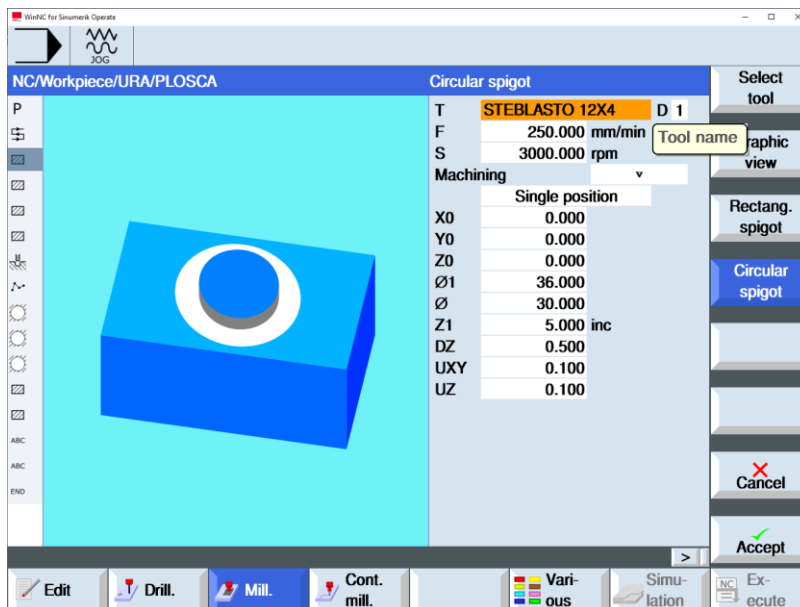 WinNC for Sinumerik Operate
JOG
NC/Workpiece/URA/PLOSCA
Circular spigot
Select
tool
P
T STEBLASTO 12X4 D 1
F 250.000 mm/min
Tool name
raphic
view
S 3000.000 rpm
Machining v
Single position
X0 0.000
Y0 0.000
Z0 0.000
Ø1 36.000
Ø 30.000
Z1 5.000 inc
DZ 0.500
UXY 0.100
UZ 0.100
Rectang.
spigot
Circular
spigot
ABC
ABC
END
Cancel
Accept
>
Edit
Drill.
Mill.
Cont.
mill.
Vari-
ous
Simu-
lation
NC
Ex-
ecute